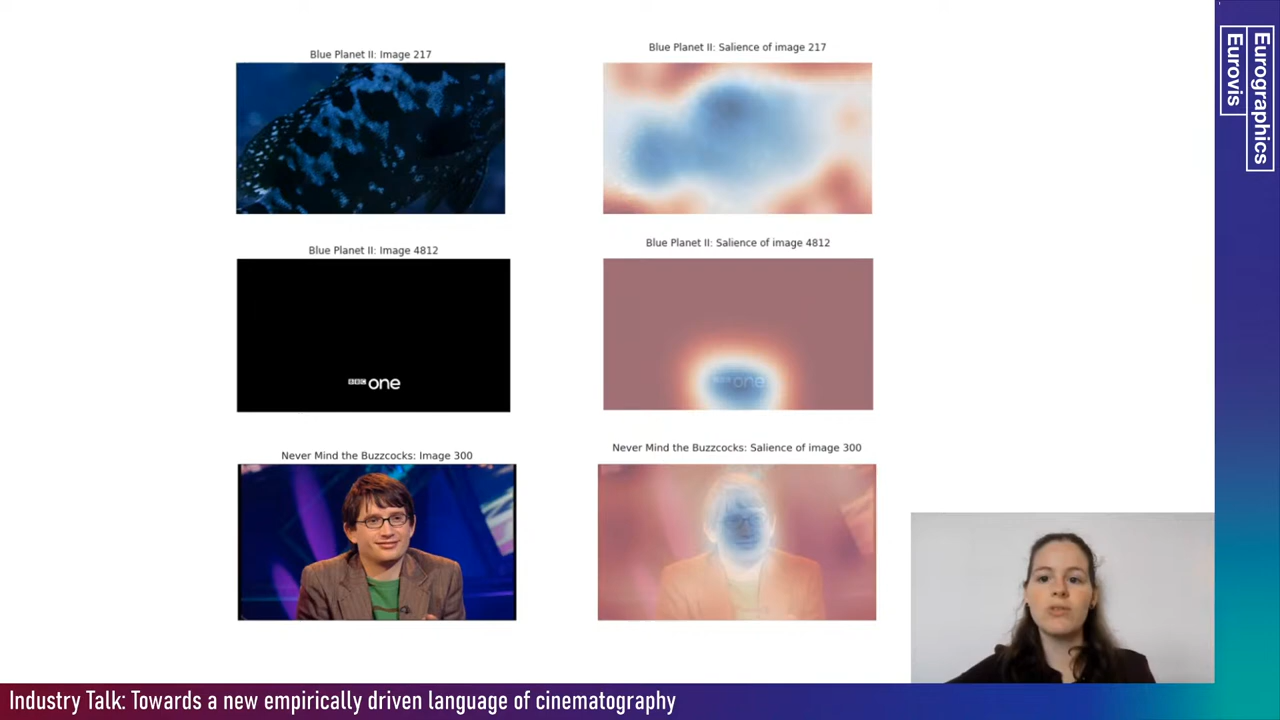 Blue Planet II: Image 217
Blue Planet II: Salience of image 217
Blue Planet II: Image 4812
Blue Planet II: Salience of image 4812
BBC one
BBC one
Never Mind the Buzzcocks: Image 300
Never Mind the Buzzcocks: Salience of image 300
Eurographics
Eurovis
Industry Talk: Towards a new empirically driven language of cinematography